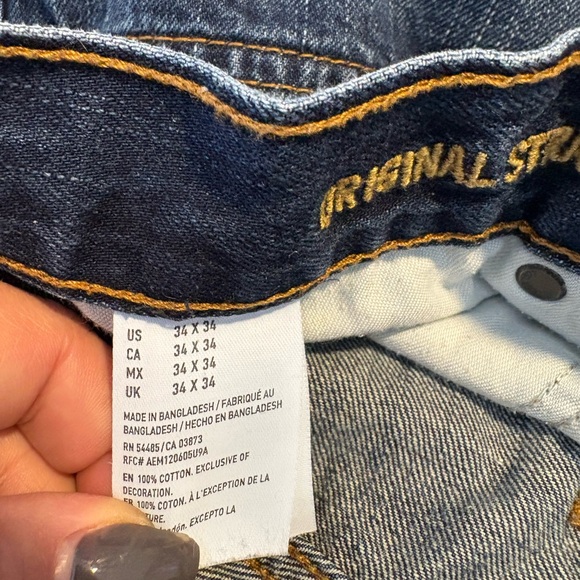 ORIGINAL
US 34 X 34
CA 34 X 34
MX 34 X 34
UK 34 X 34
MADE IN BANGLADESH / FABRIQUÉ AU
BANGLADESH / HECHO EN BANGLADESH
RN 54485/CA 03873
RFC# AEM120605U9A
EN 100% COTTON. EXCLUSIVE OF
DECORATION.
FR 100% COTON. À L'EXCEPTION DE LA
EXCEPTO LA